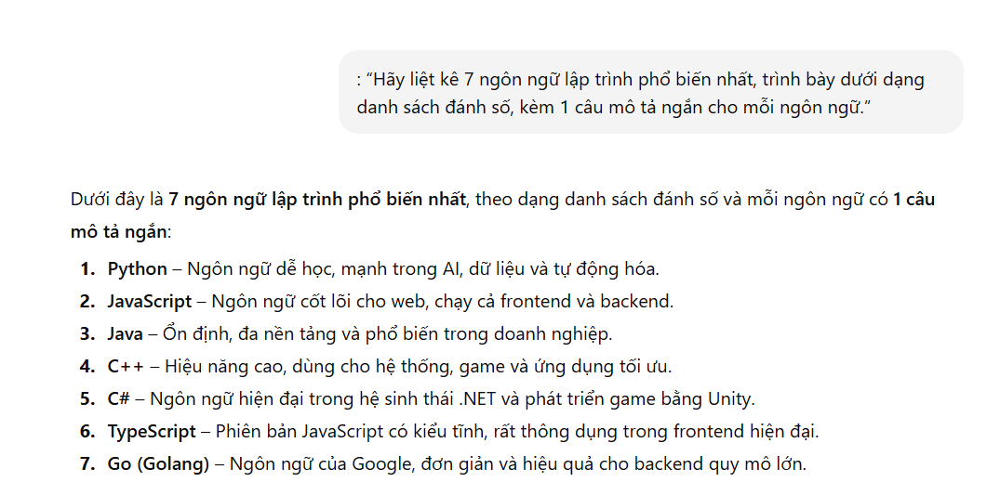 : “Hãy liệt kê 7 ngôn ngữ lập trình phổ biến nhất, trình bày dưới dạng
danh sách đánh số, kèm 1 câu mô tả ngắn cho mỗi ngôn ngữ.”
Dưới đây là 7 ngôn ngữ lập trình phổ biến nhất, theo dạng danh sách đánh số và mỗi ngôn ngữ có 1 câu
mô tả ngắn:
1. Python – Ngôn ngữ dễ học, mạnh trong AI, dữ liệu và tự động hóa.
2. JavaScript – Ngôn ngữ cốt lõi cho web, chạy cả frontend và backend.
3. Java – Ổn định, đa nền tảng và phổ biến trong doanh nghiệp.
4. C++ – Hiệu năng cao, dùng cho hệ thống, game và ứng dụng tối ưu.
5. C# – Ngôn ngữ hiện đại trong hệ sinh thái .NET và phát triển game bằng Unity.
6. TypeScript – Phiên bản JavaScript có kiểu tĩnh, rất thông dụng trong frontend hiện đại.
7. Go (Golang) – Ngôn ngữ của Google, đơn giản và hiệu quả cho backend quy mô lớn.